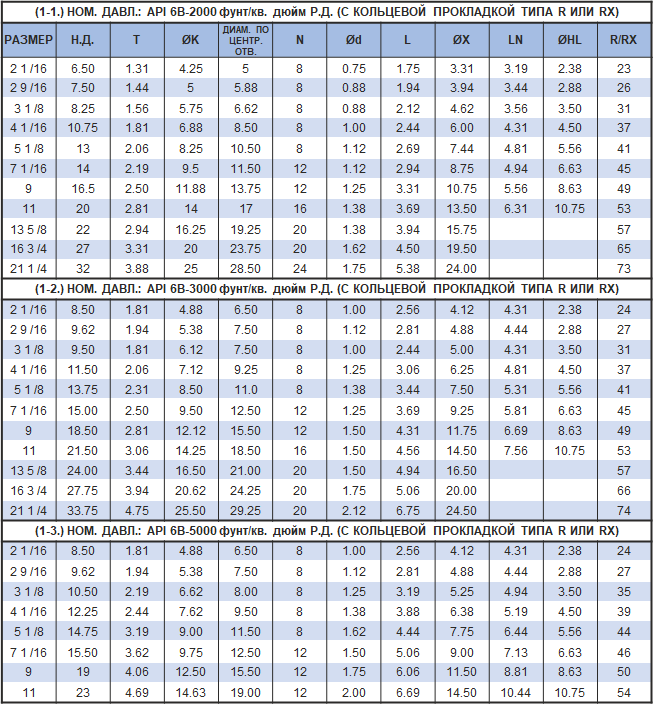 (1-1.) НОМ. ДАВЛ.: API 6B-2000 фунт/кв. дюйм Р.Д. (С КОЛЬЦЕВОЙ ПРОКЛАДКОЙ ТИПА R ИЛИ RX)
РАЗМЕР Н.Д. T ØK ДИАМ. ПО ЦЕНТР. ОТВ. N Ød L ØX LN ØHL R/RX
2 1/16 6.50 1.31 4.25 5 8 0.75 1.75 3.31 3.19 2.38 23
2 9/16 7.50 1.44 5 5.88 8 0.88 1.94 3.94 3.44 2.88 26
3 1/8 8.25 1.56 5.75 6.62 8 0.88 2.12 4.62 3.56 3.50 31
4 1/16 10.75 1.81 6.88 8.50 8 1.00 2.44 6.00 4.31 4.50 37
5 1/8 13 2.06 8.25 10.50 8 1.12 2.69 7.44 4.81 5.56 41
7 1/16 14 2.19 9.5 11.50 12 1.12 2.94 8.75 4.94 6.63 45
9 16.5 2.50 11.88 13.75 12 1.25 3.31 10.75 5.56 8.63 49
11 20 2.81 14 17 16 1.38 3.69 13.50 6.31 10.75 53
13 5/8 22 2.94 16.25 19.25 20 1.38 3.94 15.75 57
16 3/4 27 3.31 20 23.75 20 1.62 4.50 19.50 65
21 1/4 32 3.88 25 28.50 24 1.75 5.38 24.00 73
(1-2.) НОМ. ДАВЛ.: API 6B-3000 фунт/кв. дюйм Р.Д. (С КОЛЬЦЕВОЙ ПРОКЛАДКОЙ ТИПА R ИЛИ RX)
2 1/16 8.50 1.81 4.88 6.50 8 1.00 2.56 4.12 4.31 2.38 24
2 9/16 9.62 1.94 5.38 7.50 8 1.12 2.81 4.88 4.44 2.88 27
3 1/8 9.50 1.81 6.12 7.50 8 1.00 2.44 5.00 4.31 3.50 31
4 1/16 11.50 2.06 7.12 9.25 8 1.25 3.06 6.25 4.81 4.50 37
5 1/8 13.75 2.31 8.50 11.0 8 1.38 3.44 7.50 5.31 5.56 41
7 1/16 15.00 2.50 9.50 12.50 12 1.25 3.69 9.25 5.81 6.63 45
9 18.50 2.81 12.12 15.50 12 1.50 4.31 11.75 6.69 8.63 49
11 21.50 3.06 14.25 18.50 16 1.50 4.56 14.50 7.56 10.75 53
13 5/8 24.00 3.44 16.50 21.00 20 1.50 4.94 16.50 57
16 3/4 27.75 3.94 20.62 24.25 20 1.75 5.06 20.00 66
21 1/4 33.75 4.75 25.50 29.25 20 2.12 6.75 24.50 74
(1-3.) НОМ. ДАВЛ.: API 6B-5000 фунт/кв. дюйм Р.Д. (С КОЛЬЦЕВОЙ ПРОКЛАДКОЙ ТИПА R ИЛИ RX)
2 1/16 8.50 1.81 4.88 6.50 8 1.00 2.56 4.12 4.31 2.38 24
2 9/16 9.62 1.94 5.38 7.50 8 1.12 2.81 4.88 4.44 2.88 27
3 1/8 10.50 2.19 6.62 8.00 8 1.25 3.19 5.25 4.94 3.50 35
4 1/16 12.25 2.44 7.62 9.50 8 1.38 3.88 6.38 5.19 4.50 39
5 1/8 14.75 3.19 9.00 11.50 8 1.62 4.44 7.75 6.44 5.56 44
7 1/16 15.50 3.62 9.75 12.50 12 1.50 5.06 9.00 7.13 6.63 46
9 19 4.06 12.50 15.50 12 1.75 6.06 11.50 8.81 8.63 50
11 23 4.69 14.63 19.00 12 2.00 6.69 14.50 10.44 10.75 54